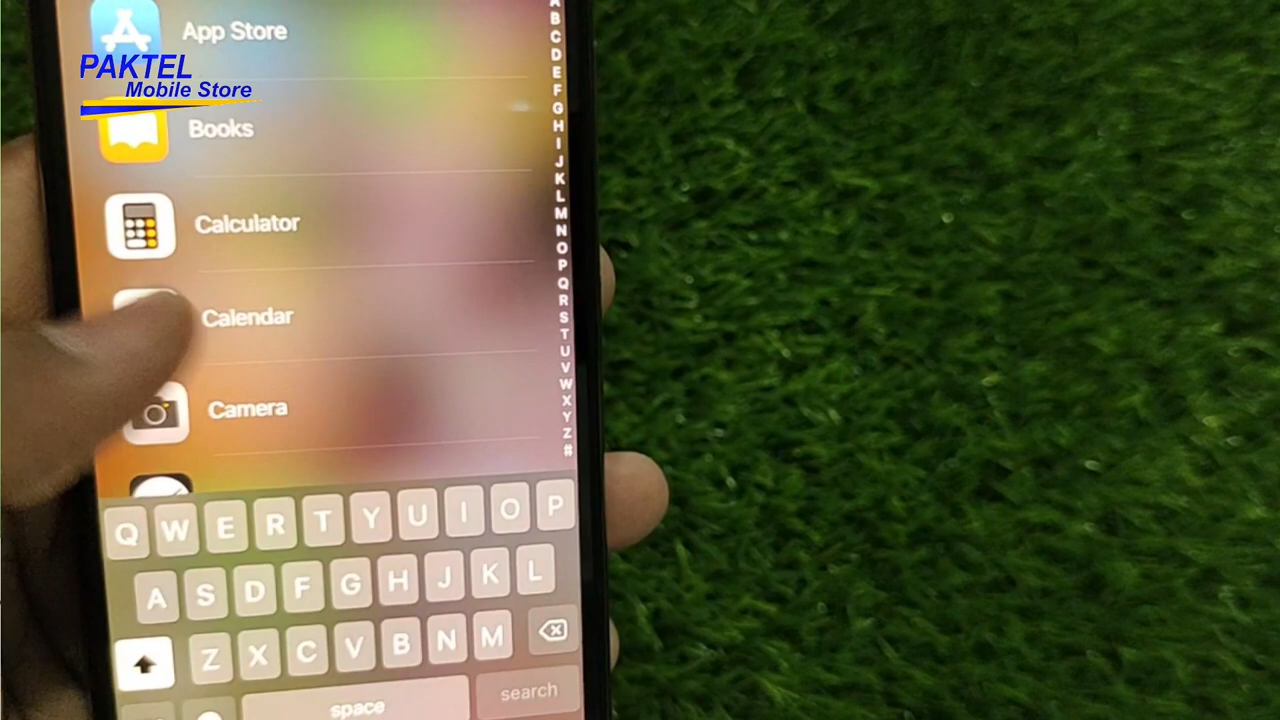 App Store
PAKTEL
Mobile Store
Books
Calculator
Calendar
Camera
A
B
C
D
E
F
G
H
I
J
K
L
M
N
O
P
Q
R
S
T
U
V
W
X
Y
Z
#
Q W E R T Y U I O P
A S D F G H J K L
Z X C V B N M
space search